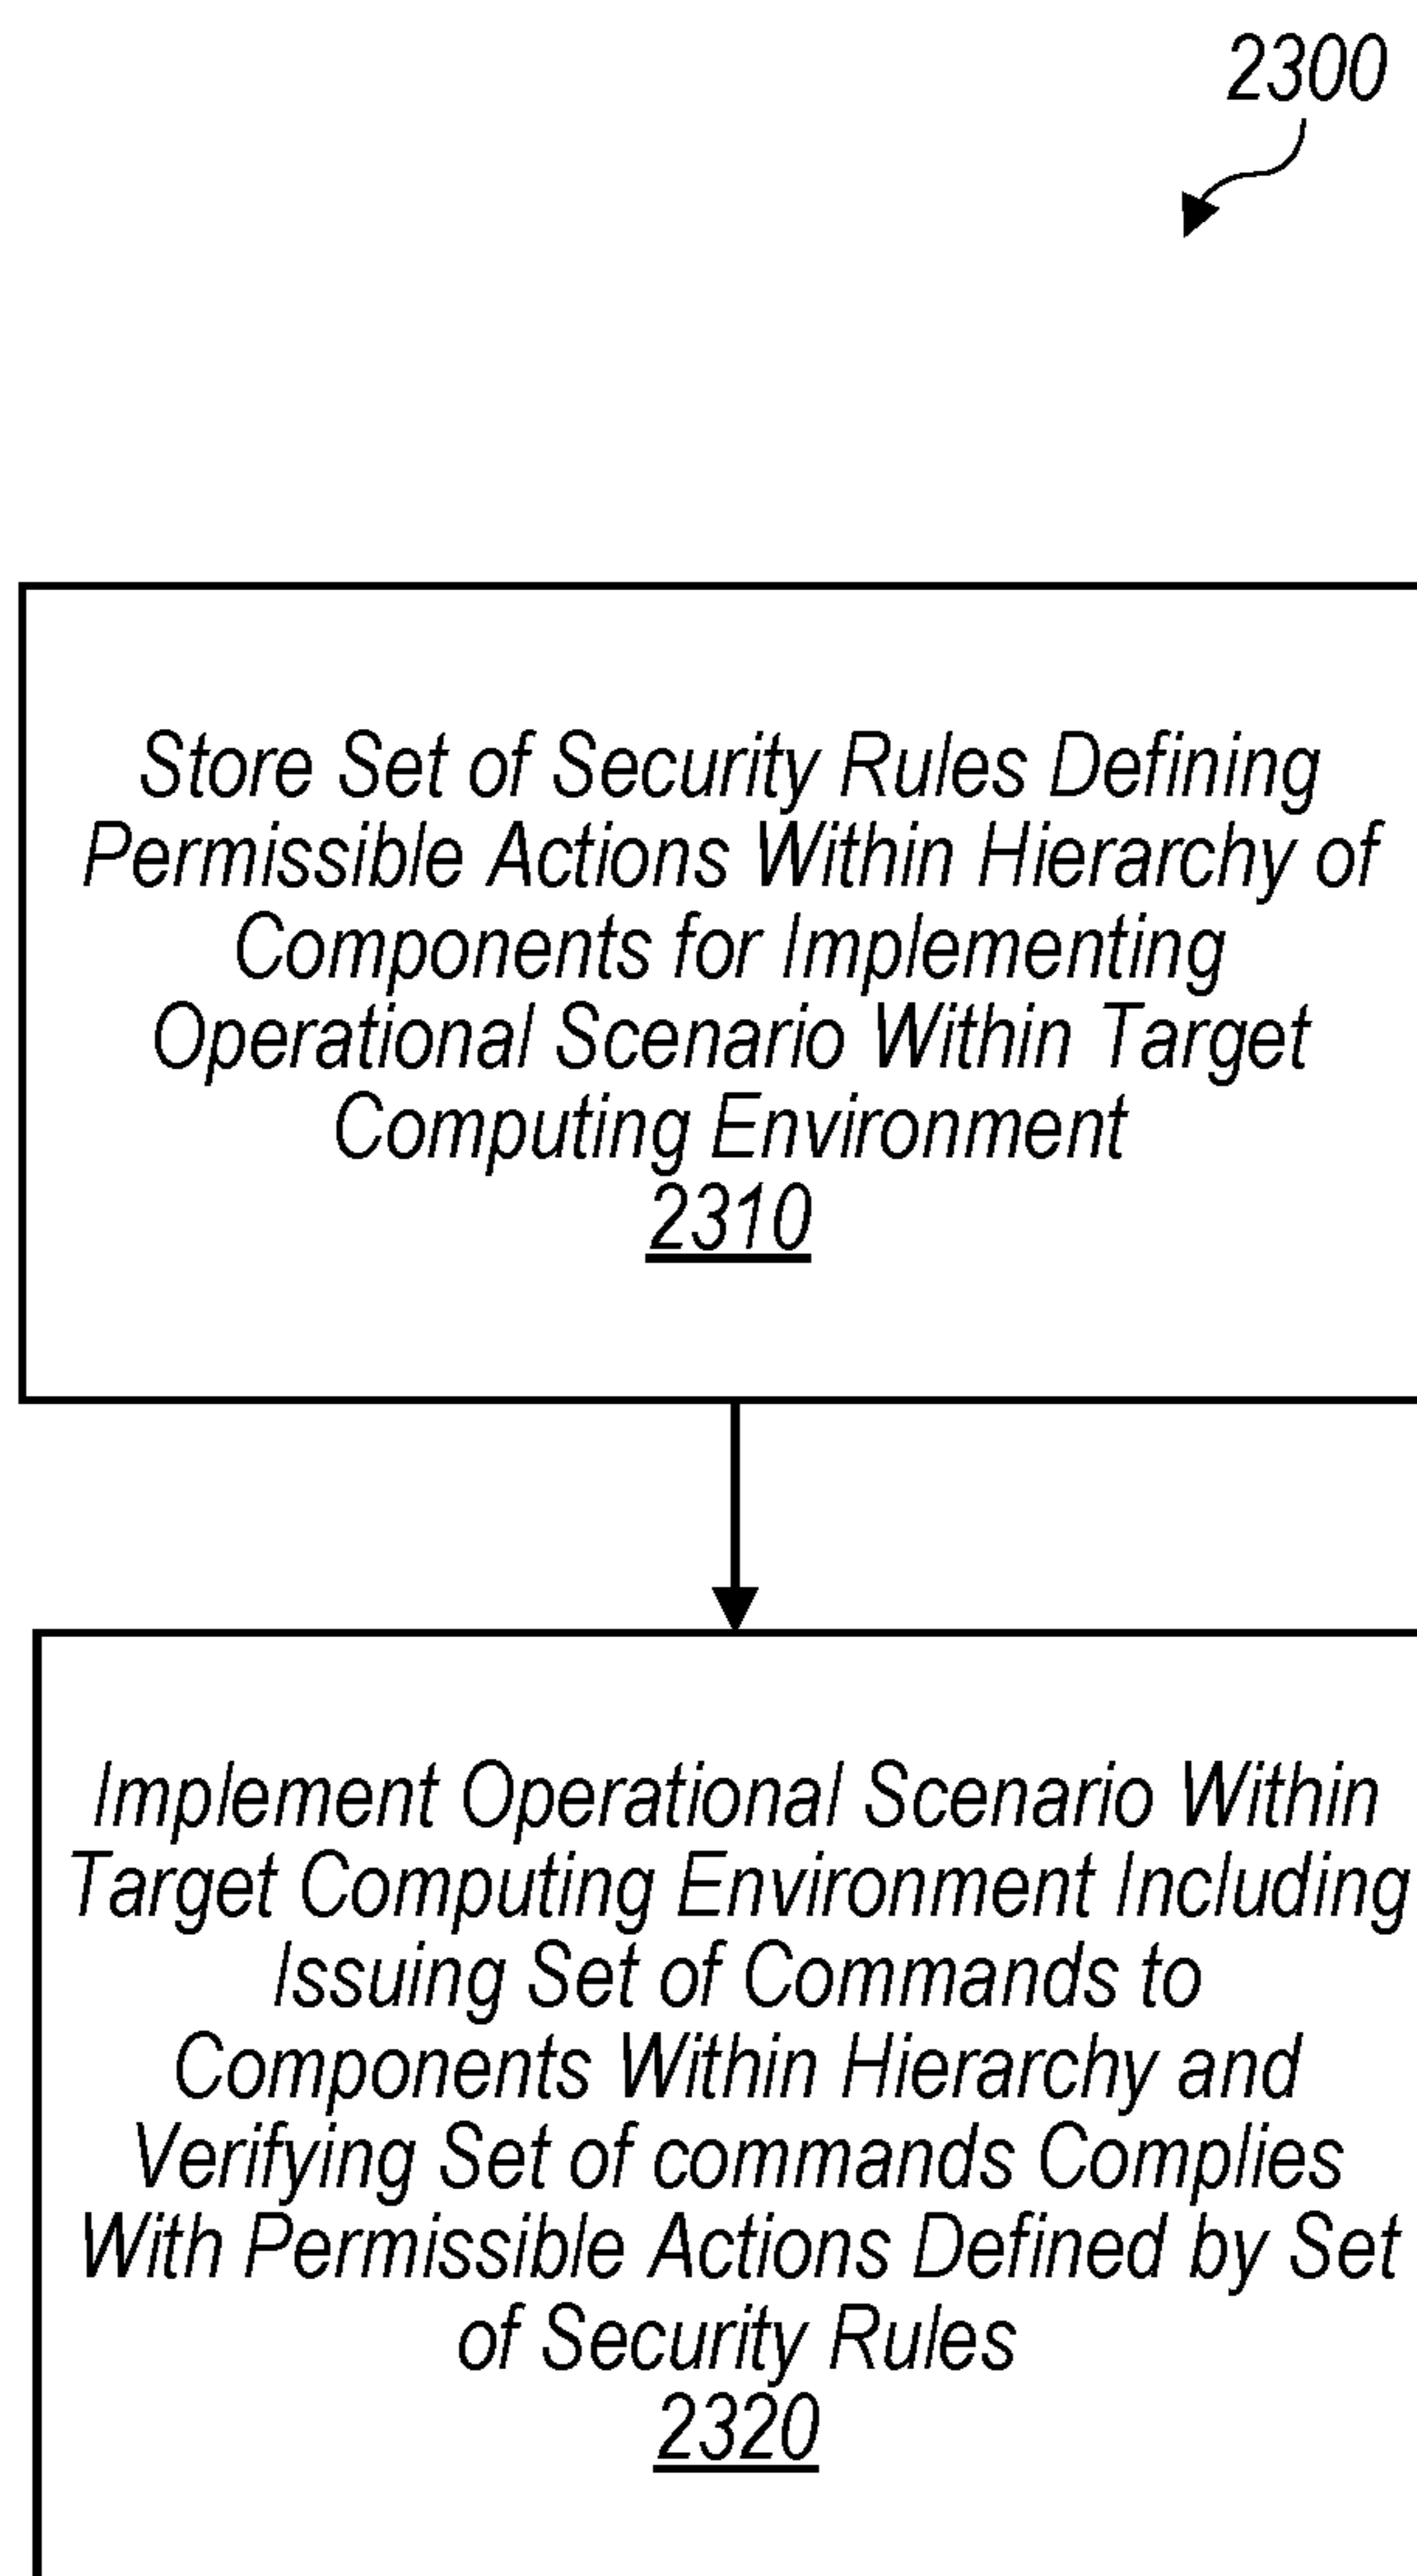 2300
Store Set of Security Rules Defining
Permissible Actions Within Hierarchy of
Components for Implementing
Operational Scenario Within Target
Computing Environment
2310
Implement Operational Scenario Within
Target Computing Environment Including
Issuing Set of Commands to
Components Within Hierarchy and
Verifying Set of commands Complies
With Permissible Actions Defined by Set
of Security Rules
2320